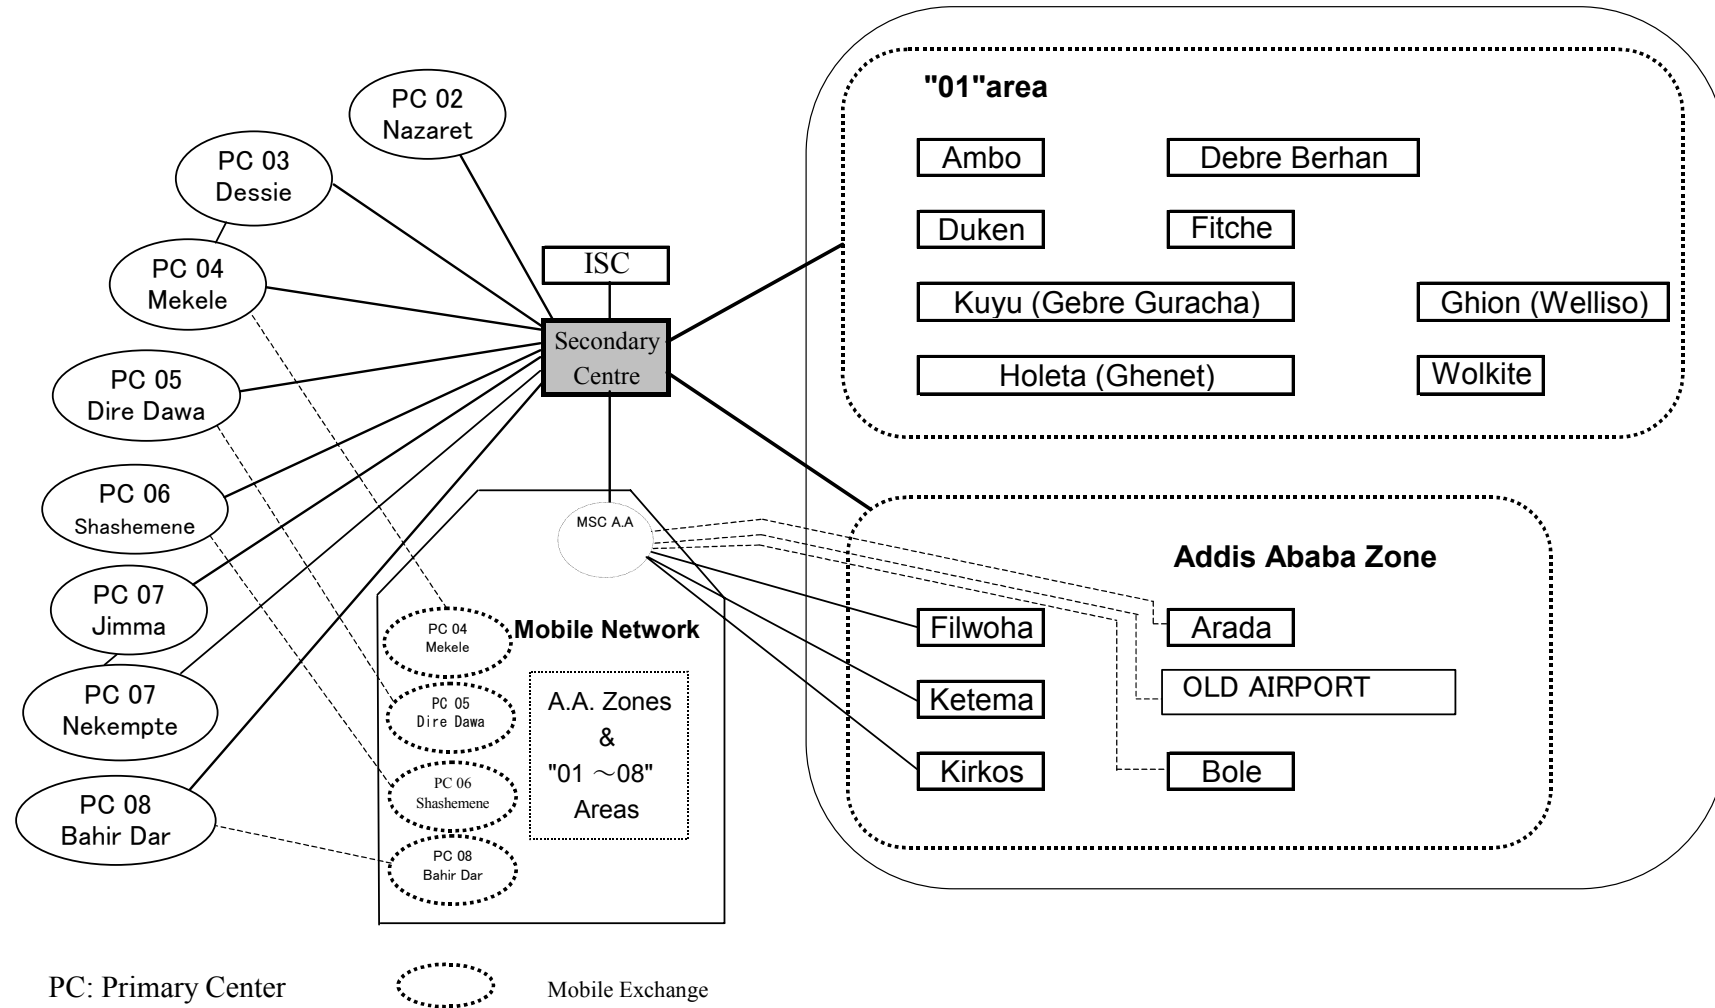 PC 02
Nazaret
PC 03
Dessie
PC 04
Mekele
PC 05
Dire Dawa
PC 06
Shashemene
PC 07
Jimma
PC 07
Nekempte
PC 08
Bahir Dar
ISC
Secondary
Centre
MSC A.A
Mobile Network
PC 04
Mekele
PC 05
Dire Dawa
PC 06
Shashemene
PC 08
Bahir Dar
A.A. Zones
&
"01 ～08"
Areas
"01"area
Ambo
Debre Berhan
Duken
Fitche
Kuyu (Gebre Guracha)
Ghion (Welliso)
Holeta (Ghenet)
Wolkite
Addis Ababa Zone
Filwoha
Arada
Ketema
OLD AIRPORT
Kirkos
Bole
PC: Primary Center
Mobile Exchange